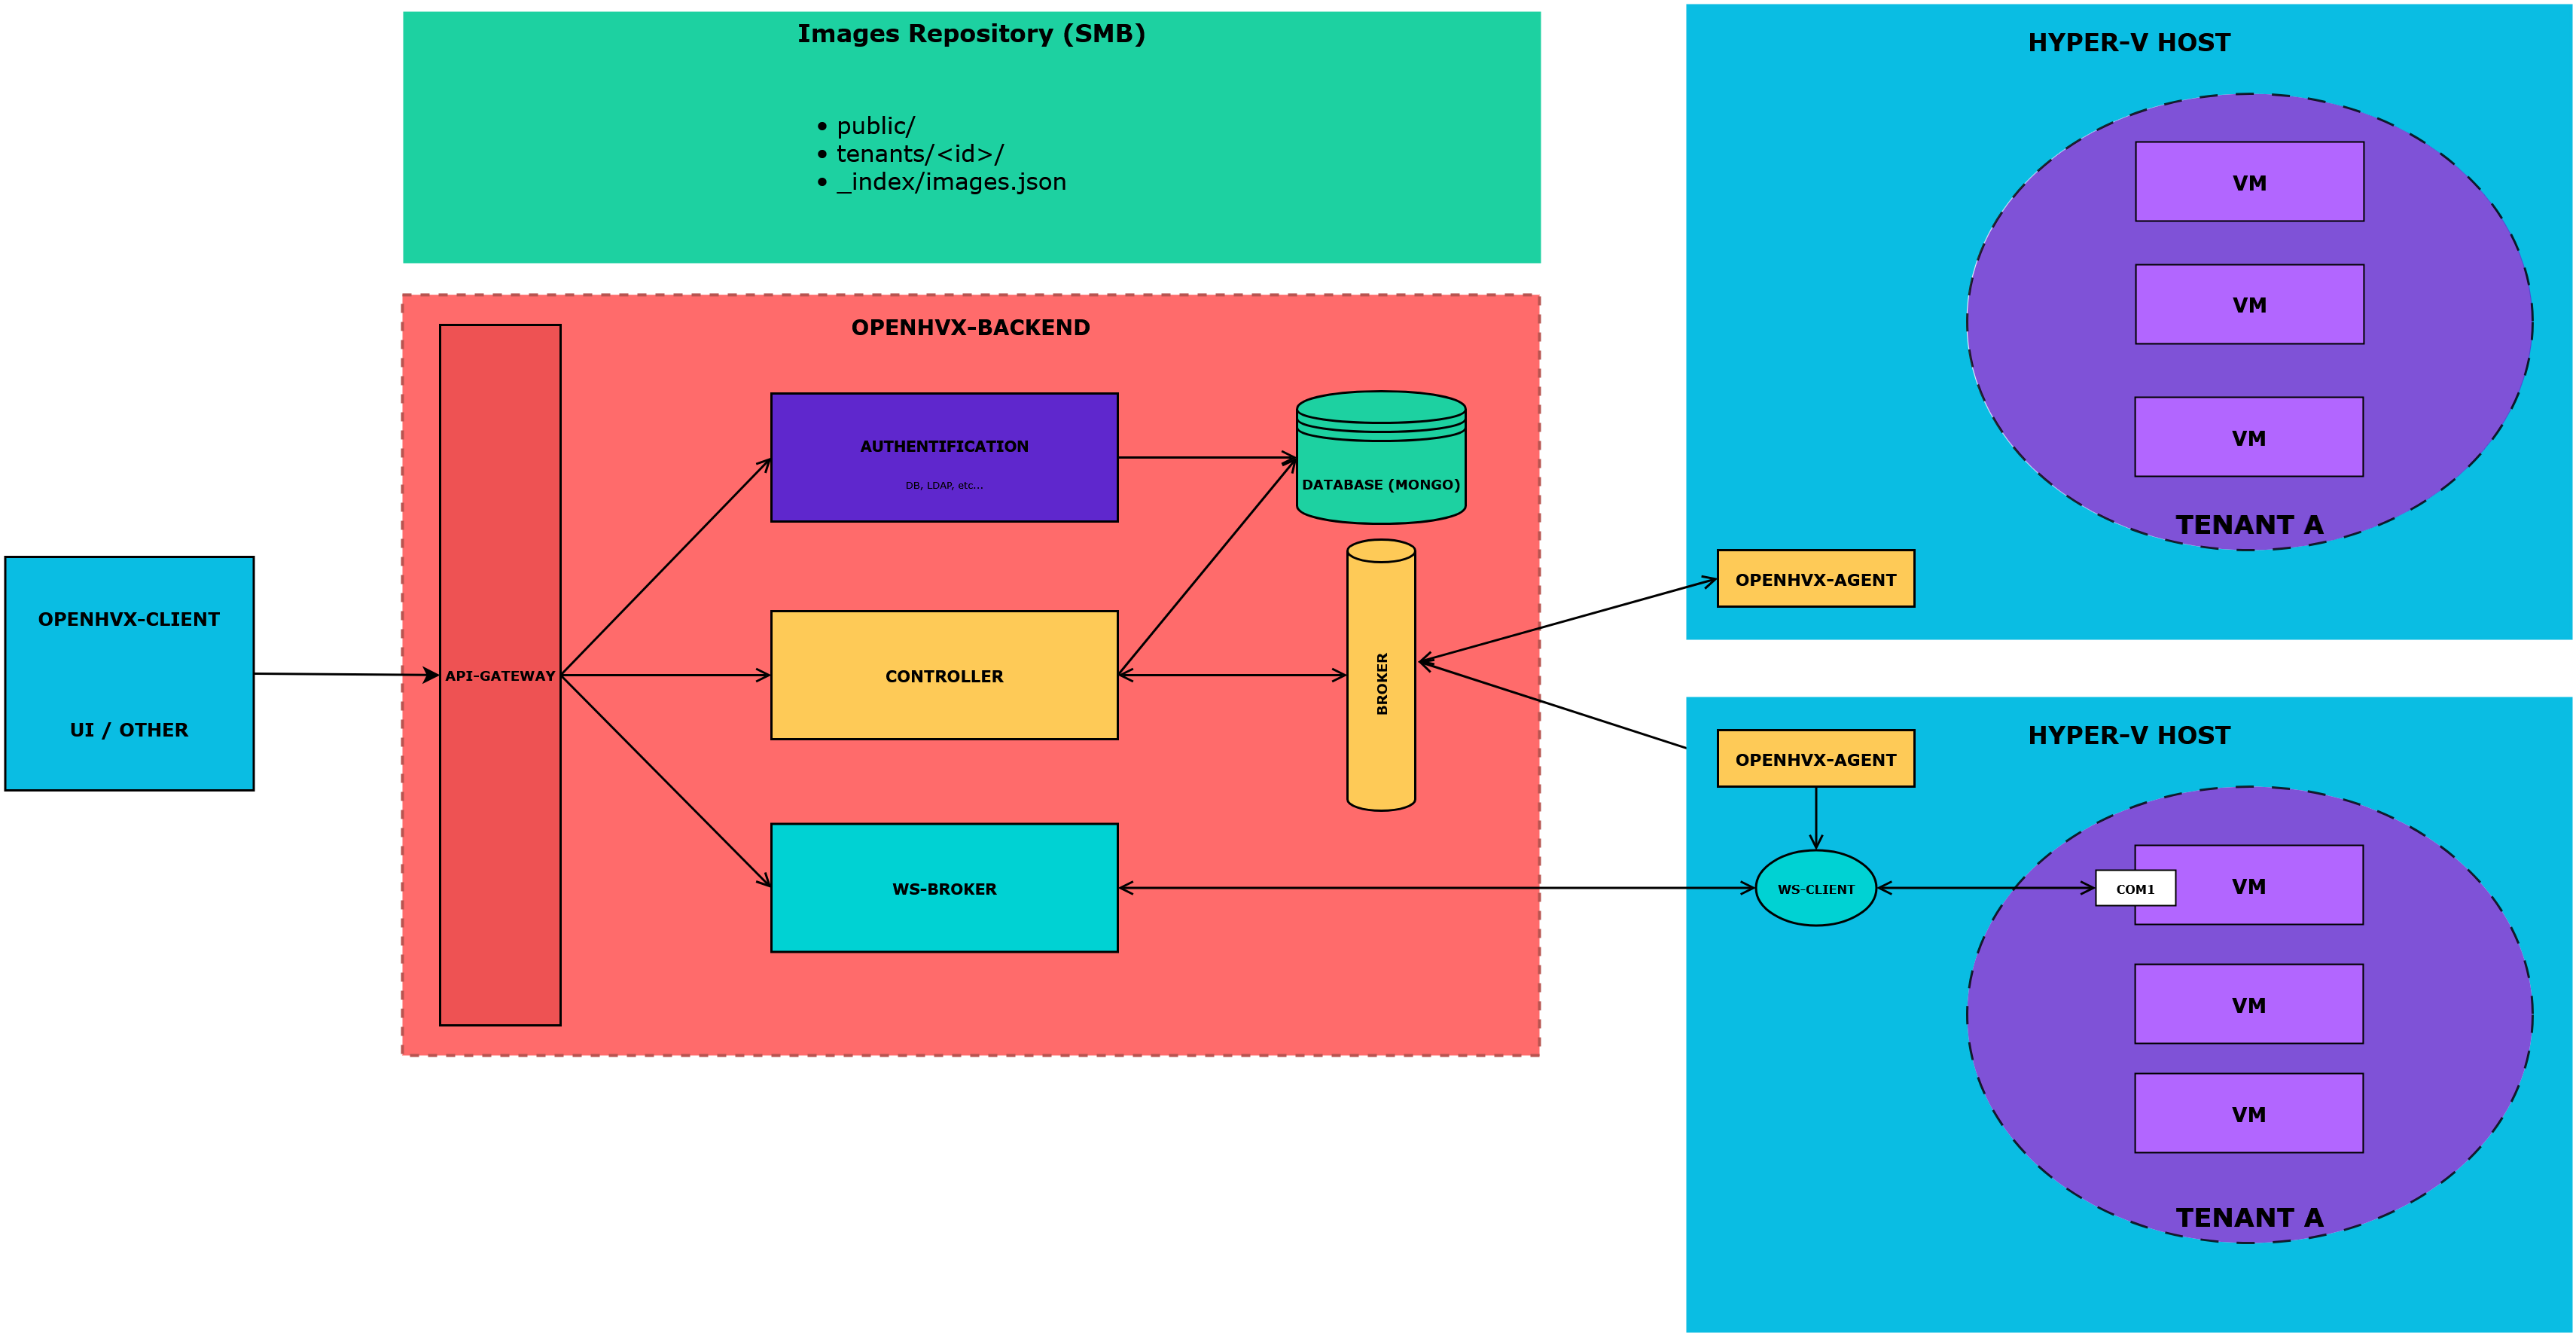 Images Repository (SMB)
• public/
• tenants/<id>/
• _index/images.json
OPENHVX-BACKEND
OPENHVX-CLIENT
UI / OTHER
API-GATEWAY
AUTHENTIFICATION
DB, LDAP, etc...
CONTROLLER
WS-BROKER
DATABASE (MONGO)
BROKER
HYPER-V HOST
VM
VM
VM
TENANT A
OPENHVX-AGENT
HYPER-V HOST
OPENHVX-AGENT
WS-CLIENT
COM1
VM
VM
VM
TENANT A